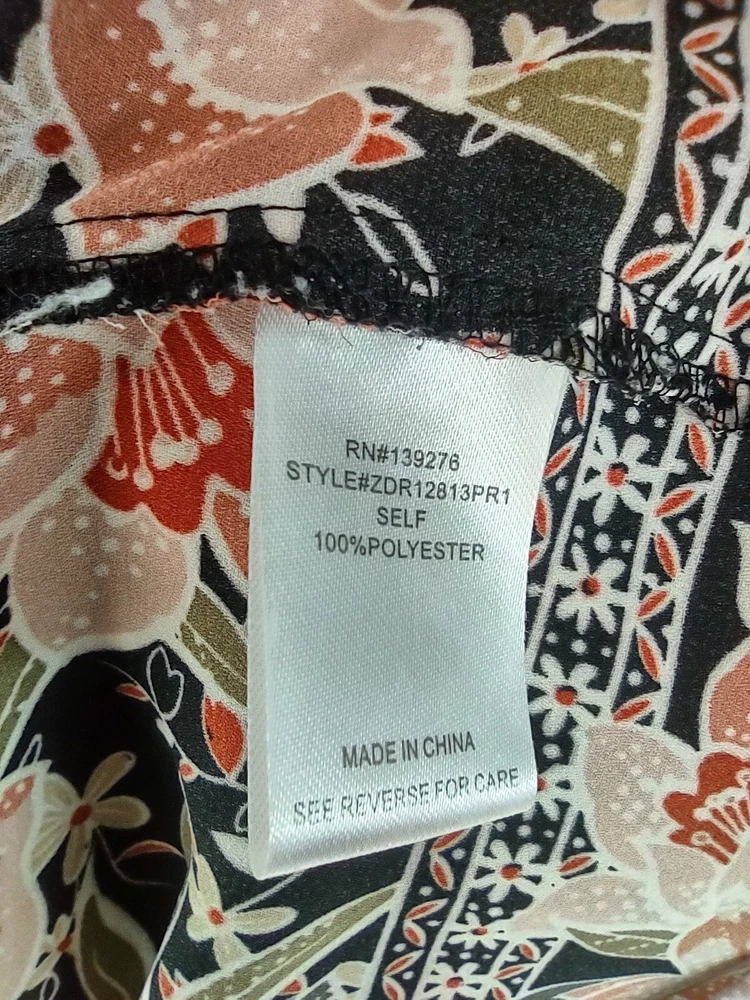 RN#139276
STYLE#ZDR12813PR1
SELF
100%POLYESTER
MADE IN CHINA
SEE REVERSE FOR CARE